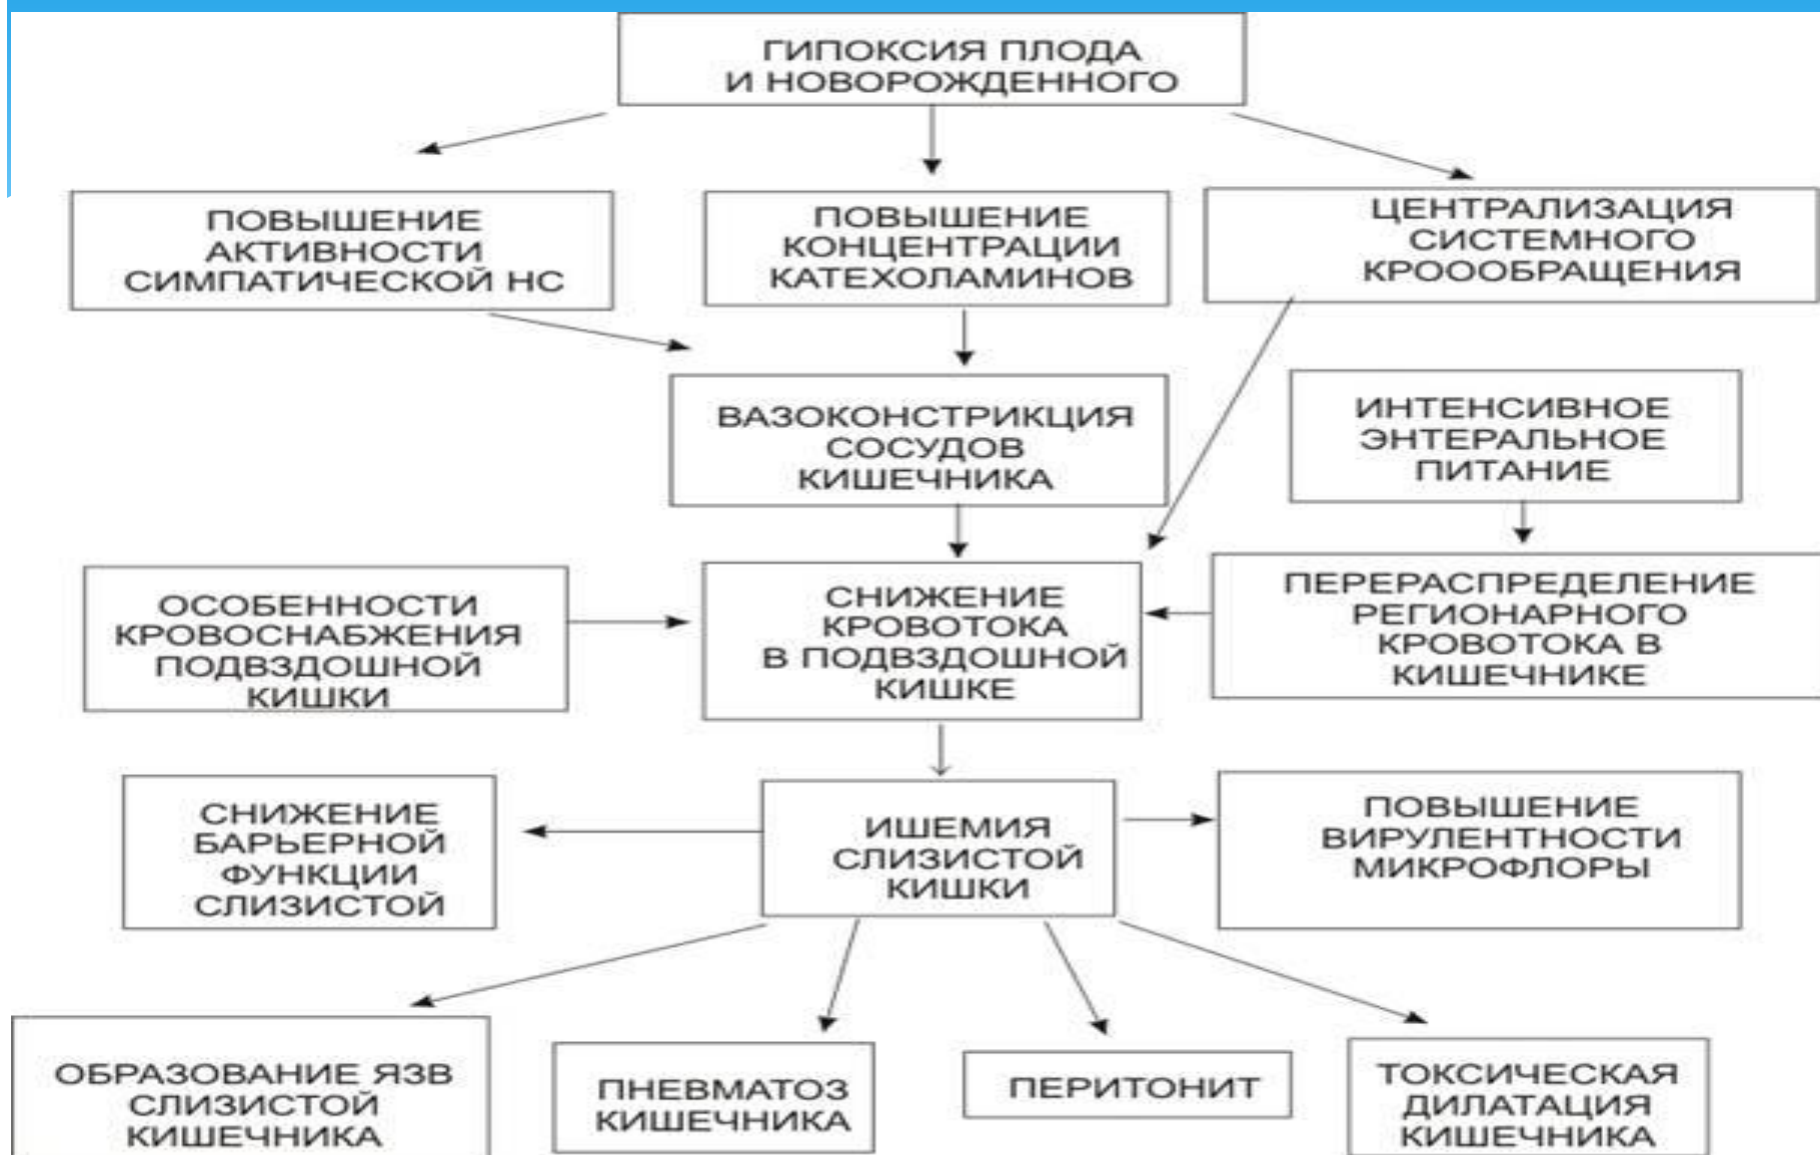 ГИПОКСИЯ ПЛОДА
И НОВОРОЖДЕННОГО
ПОВЫШЕНИЕ
АКТИВНОСТИ
СИМПАТИЧЕСКОЙ НС
ПОВЫШЕНИЕ
КОНЦЕНТРАЦИИ
КАТЕХОЛАМИНОВ
ЦЕНТРАЛИЗАЦИЯ
СИСТЕМНОГО
КРОООБРАЩЕНИЯ
ВАЗОКОНСТРИКЦИЯ
СОСУДОВ
КИШЕЧНИКА
ИНТЕНСИВНОЕ
ЭНТЕРАЛЬНОЕ
ПИТАНИЕ
ОСОБЕННОСТИ
КРОВОСНАБЖЕНИЯ
ПОДВЗДОШНОЙ
КИШКИ
СНИЖЕНИЕ
КРОВОТОКА
В ПОДВЗДОШНОЙ
КИШКЕ
ПЕРЕРАСПРЕДЕЛЕНИЕ
РЕГИОНАРНОГО
КРОВОТОКА В
КИШЕЧНИКЕ
СНИЖЕНИЕ
БАРЬЕРНОЙ
ФУНКЦИИ
СЛИЗИСТОЙ
ИШЕМИЯ
СЛИЗИСТОЙ
КИШКИ
ПОВЫШЕНИЕ
ВИРУЛЕНТНОСТИ
МИКРОФЛОРЫ
ОБРАЗОВАНИЕ ЯЗВ
СЛИЗИСТОЙ
КИШЕЧНИКА
ПНЕВМАТОЗ
КИШЕЧНИКА
ПЕРИТОНИТ
ТОКСИЧЕСКАЯ
ДИЛАТАЦИЯ
КИШЕЧНИКА